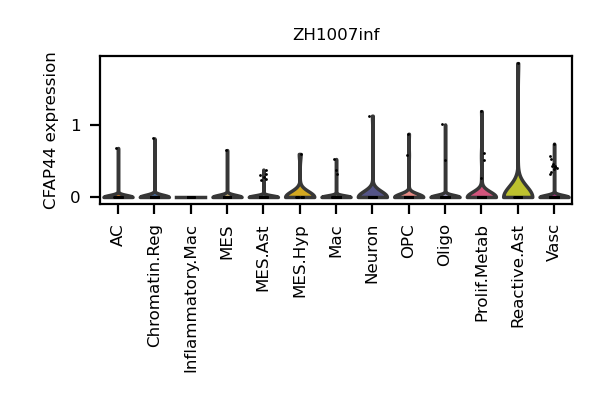 ZH1007inf
CFAP44 expression
1
0
AC
Chromatin.Reg
Inflammatory.Mac
MES
MES.Ast
MES.Hyp
Mac
Neuron
OPC
Oligo
Prolif.Metab
Reactive.Ast
Vasc